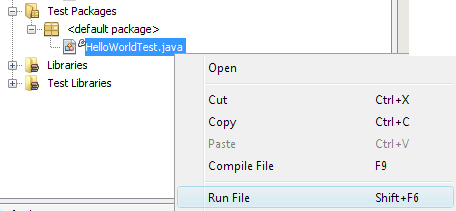 Test Packages
<default package>
HelloWorldTest.java
Libraries
Test Libraries
Open
Cut Ctrl+X
Copy Ctrl+C
Paste Ctrl+V
Compile File F9
Run File Shift+F6